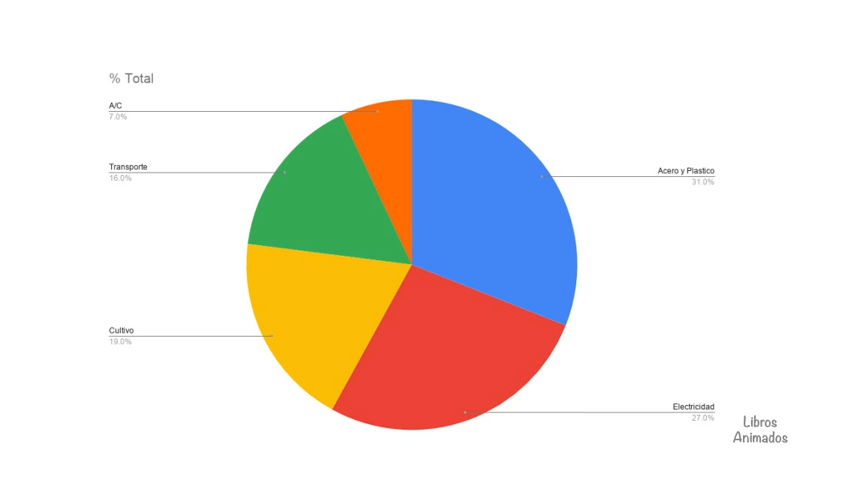 % Total
A/C
7.0%
Transporte
16.0%
Acero y Plastico
31.0%
Cultivo
19.0%
Electricidad
27.0%
Libros
Animados